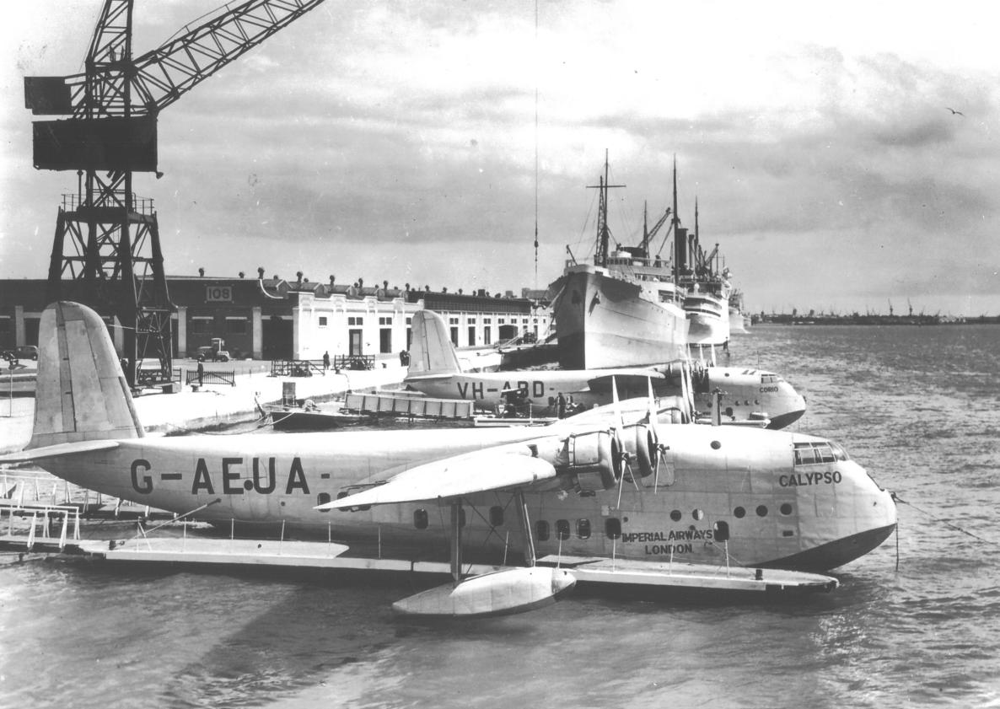 108
VH-ABD
CORIO
G-AEUA
CALYPSO
IMPERIAL AIRWAYS
LONDON